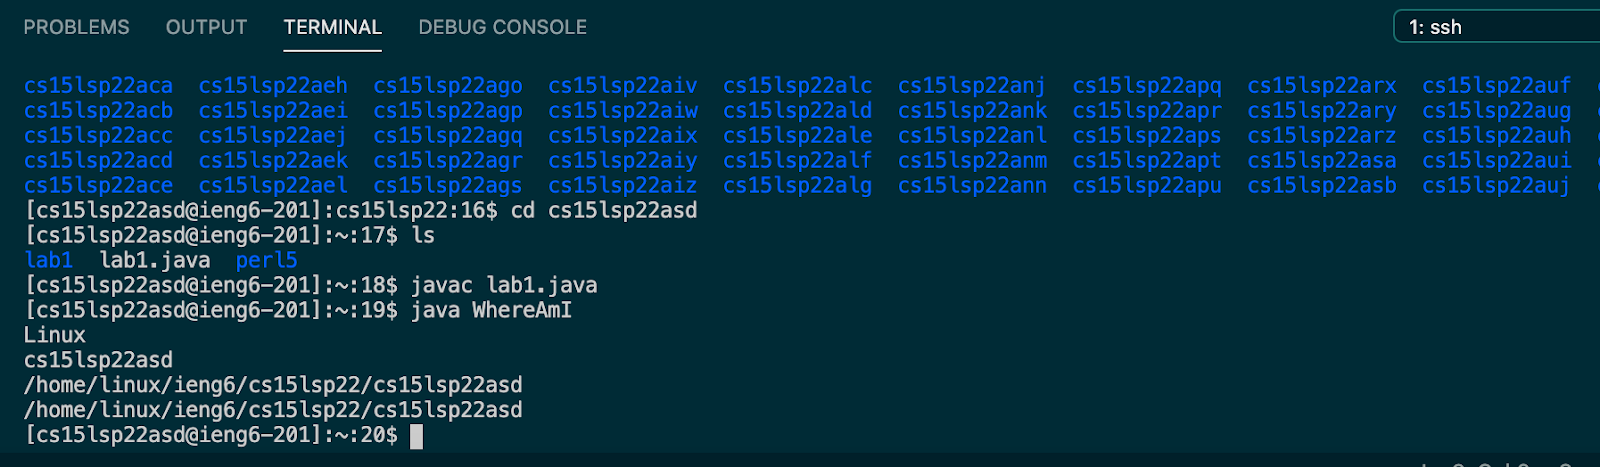 PROBLEMS OUTPUT TERMINAL DEBUG CONSOLE 1: ssh
cs15lsp22aca cs15lsp22aeh cs15lsp22ago cs15lsp22aiv cs15lsp22alc cs15lsp22anj cs15lsp22apq cs15lsp22arx cs15lsp22auf
cs15lsp22acb cs15lsp22aei cs15lsp22agp cs15lsp22aiw cs15lsp22ald cs15lsp22ank cs15lsp22apr cs15lsp22ary cs15lsp22aug
cs15lsp22acc cs15lsp22aej cs15lsp22agq cs15lsp22aix cs15lsp22ale cs15lsp22anl cs15lsp22aps cs15lsp22arz cs15lsp22auh
cs15lsp22acd cs15lsp22aek cs15lsp22agr cs15lsp22aiy cs15lsp22alf cs15lsp22anm cs15lsp22apt cs15lsp22asa cs15lsp22aui
cs15lsp22ace cs15lsp22ael cs15lsp22ags cs15lsp22aiz cs15lsp22alg cs15lsp22ann cs15lsp22apu cs15lsp22asb cs15lsp22auj
[cs15lsp22asd@ieng6-201]:cs15lsp22:16$ cd cs15lsp22asd
[cs15lsp22asd@ieng6-201]:~:17$ ls
lab1 lab1.java perl5
[cs15lsp22asd@ieng6-201]:~:18$ javac lab1.java
[cs15lsp22asd@ieng6-201]:~:19$ java WhereAmI
Linux
cs15lsp22asd
/home/linux/ieng6/cs15lsp22/cs15lsp22asd
/home/linux/ieng6/cs15lsp22/cs15lsp22asd
[cs15lsp22asd@ieng6-201]:~:20$